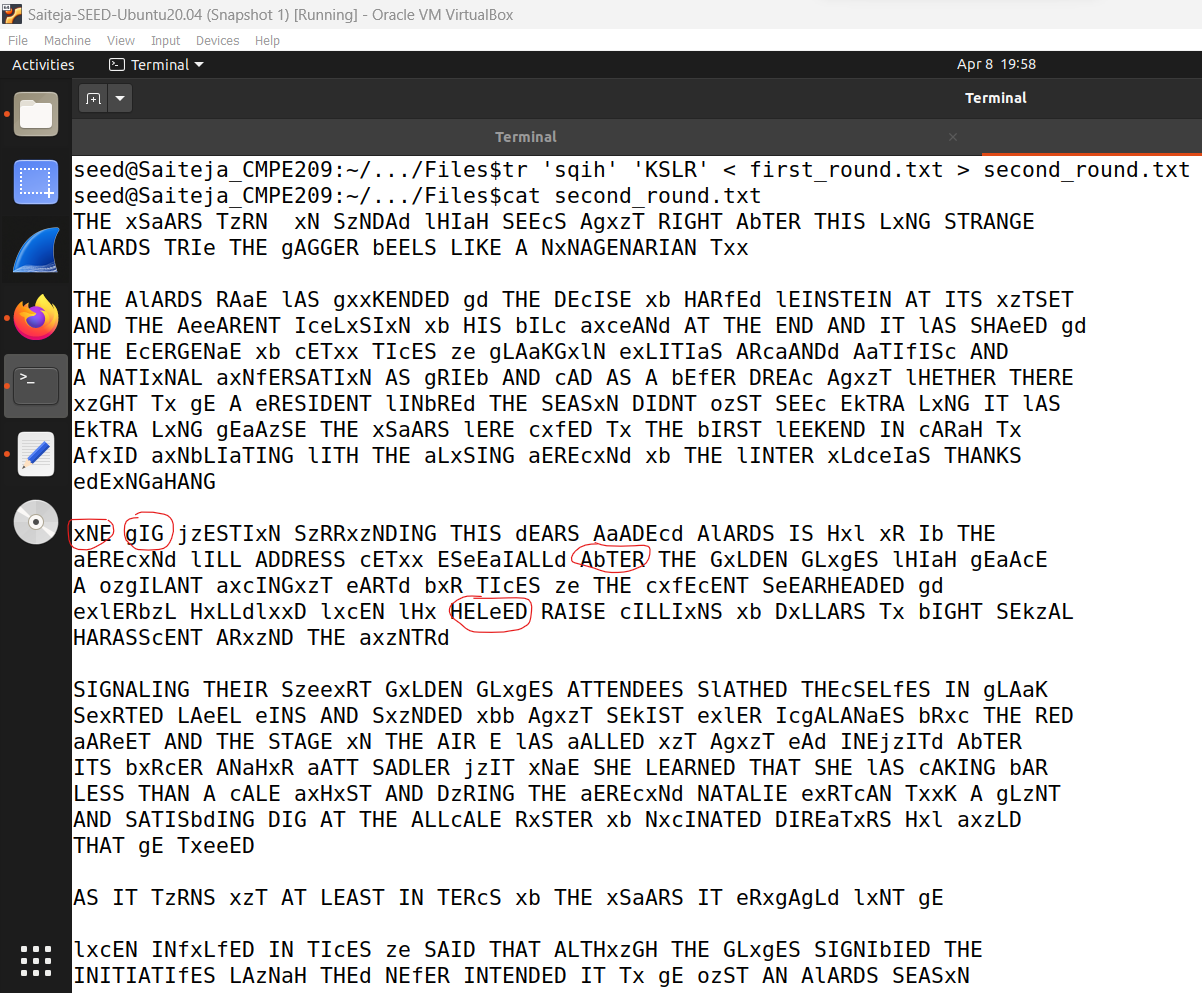 Saiteja-SEED-Ubuntu20.04 (Snapshot 1) [Running] - Oracle VM VirtualBox
File Machine View Input Devices Help
Activities Terminal Apr 8 19:58
Terminal
Terminal ×
seed@Saiteja_CMPE209:~/.../Files$tr 'sqih' 'KSLR' < first_round.txt > second_round.txt
seed@Saiteja_CMPE209:~/.../Files$cat second_round.txt
THE xSaARS TzRN  xN SzNDAd lHIaH SEEcS AgxzT RIGHT AbTER THIS LxNG STRANGE
AlARDS TRIe THE gAGGER bEELS LIKE A NxNAGENARIAN Txx
THE AlARDS RAaE lAS gxxKENDED gd THE DEcISE xb HARfEd lEINSTEIN AT ITS xzTSET
AND THE AeeARENT IceLxSIxN xb HIS bILc axceANd AT THE END AND IT lAS SHAeED gd
THE EcERGENaE xb cETxx TIcES ze gLAaKGxlN exLITIaS ARcaANDd AaTIfISc AND
A NATIxNAL axNfERSATIxN AS gRIEb AND cAD AS A bEfER DREAc AgxzT lHETHER THERE
xzGHT Tx gE A eRESIDENT lINbREd THE SEASxN DIDNT ozST SEEc EkTRA LxNG IT lAS
EkTRA LxNG gEaAzSE THE xSaARS lERE cxfED Tx THE bIRST lEEKEND IN cARaH Tx
AfxID axNbLIaTING lITH THE aLxSING aEREcxNd xb THE lINTER xLdceIaS THANKS
edExNGaHANG
xNE gIG jzESTIxN SzRRxzNDING THIS dEARS AaADEcd AlARDS IS Hxl xR Ib THE
aEREcxNd lILL ADDRESS cETxx ESeEaIALLd AbTER THE GxLDEN GLxgES lHIaH gEaAcE
A ozgILANT axcINGxzT eARTd bxR TIcES ze THE cxfEcENT SeEARHEADED gd
exlERbzL HxLLdlxxD lxcEN lHx HELeED RAISE cILLIxNS xb DxLLARS Tx bIGHT SEkzAL
HARASScENT ARxzND THE axzNTRd
SIGNALING THEIR SzeexRT GxLDEN GLxgES ATTENDEES SlATHED THEcSELfES IN gLAaK
SexRTED LAeEL eINS AND SxzNDED xbb AgxzT SEkIST exlER IcgALANaES bRxc THE RED
aAReET AND THE STAGE xN THE AIR E lAS aALLED xzT AgxzT eAd INEjzITd AbTER
ITS bxRcER ANaHxR aATT SADLER jzIT xNaE SHE LEARNED THAT SHE lAS cAKING bAR
LESS THAN A cALE axHxST AND DzRING THE aEREcxNd NATALIE exRTcAN TxxK A gLzNT
AND SATISbdING DIG AT THE ALLcALE RxSTER xb NxcINATED DIREaTxRS Hxl axzLD
THAT gE TxeeED
AS IT TzRNS xzT AT LEAST IN TERcS xb THE xSaARS IT eRxgAgLd lxNT gE
lxcEN INfxLfED IN TIcES ze SAID THAT ALTHxzGH THE GLxgES SIGNIbIED THE
INITIATIfES LAzNaH THEd NEfER INTENDED IT Tx gE ozST AN AlARDS SEASxN